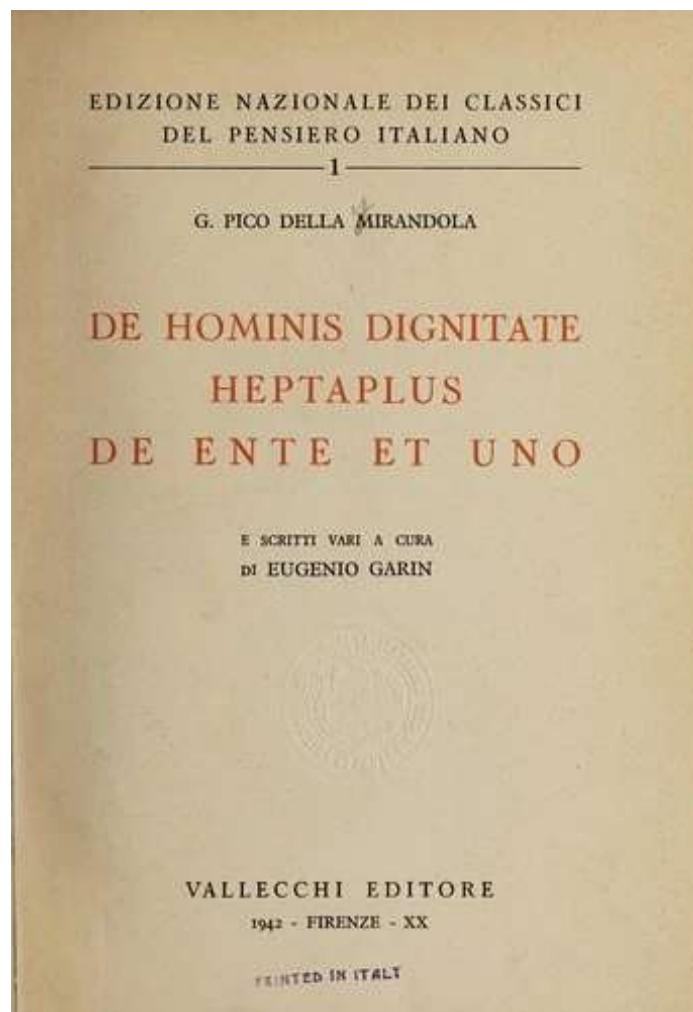 EDIZIONE NAZIONALE DEI CLASSICI
DEL PENSIERO ITALIANO
1
G. PICO DELLA MIRANDOLA
DE HOMINIS DIGNITATE
HEPTAPLUS
DE ENTE ET UNO
E SCRITTI VARI A CURA
DI EUGENIO GARIN
VALLECCHI EDITORE
1942 - FIRENZE - XX
PRINTED IN ITALY